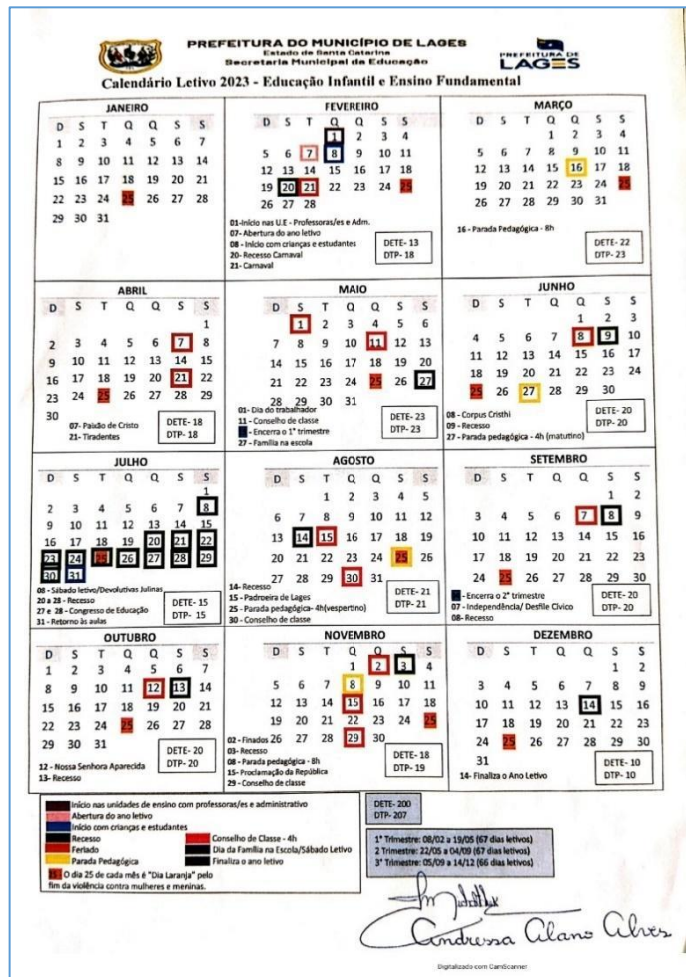 PREFEITURA DO MUNICÍPIO DE LAGES
Estado de Santa Catarina
Secretaria Municipal de Educação
PREFEITURA DE
LAGES
Calendário Letivo 2023 - Educação Infantil e Ensino Fundamental
JANEIRO
D S T Q Q S S
1 2 3 4 5 6 7
8 9 10 11 12 13 14
15 16 17 18 19 20 21
22 23 24 25 26 27 28
29 30 31
FEVEREIRO
D S T Q Q S S
1 2 3 4
5 6 7 8 9 10 11
12 13 14 15 16 17 18
19 20 21 22 23 24 25
26 27 28
01-Início nas U.E - Professoras/es e Adm.
07- Abertura do ano letivo
08 - Início com crianças e estudantes
20- Recesso Carnaval
21- Carnaval
DETE- 13
DTP- 18
MARÇO
D S T Q Q S S
1 2 3 4
5 6 7 8 9 10 11
12 13 14 15 16 17 18
19 20 21 22 23 24 25
26 27 28 29 30 31
16 - Parada Pedagógica - 8h
DETE- 22
DTP- 23
ABRIL
D S T Q Q S S
1
2 3 4 5 6 7 8
9 10 11 12 13 14 15
16 17 18 19 20 21 22
23 24 25 26 27 28 29
30
07- Paixão de Cristo
21- Tiradentes
DETE- 18
DTP- 18
MAIO
D S T Q Q S S
1 2 3 4 5 6
7 8 9 10 11 12 13
14 15 16 17 18 19 20
21 22 23 24 25 26 27
28 29 30 31
01- Dia do trabalhador
11 - Conselho de classe
- Encerra o 1° trimestre
27 - Família na escola
DETE- 23
DTP- 23
JUNHO
D S T Q Q S S
1 2 3
4 5 6 7 8 9 10
11 12 13 14 15 16 17
18 19 20 21 22 23 24
25 26 27 28 29 30
08 - Corpus Cristhi
09 - Recesso
27 - Parada pedagógica - 4h (matutino)
DETE- 20
DTP- 20
JULHO
D S T Q Q S S
1
2 3 4 5 6 7 8
9 10 11 12 13 14 15
16 17 18 19 20 21 22
23 24 25 26 27 28 29
30 31
08 - Sábado letivo/Devolutivas Julinas
20 a 28 - Recesso
27 e 28 - Congresso de Educação
31 - Retorno às aulas
DETE- 15
DTP- 15
AGOSTO
D S T Q Q S S
1 2 3 4 5
6 7 8 9 10 11 12
13 14 15 16 17 18 19
20 21 22 23 24 25 26
27 28 29 30 31
14- Recesso
15 - Padroeira de Lages
25 - Parada pedagógica- 4h(vespertino)
30 - Conselho de classe
DETE- 21
DTP- 21
SETEMBRO
D S T Q Q S S
1 2
3 4 5 6 7 8 9
10 11 12 13 14 15 16
17 18 19 20 21 22 23
24 25 26 27 28 29 30
- Encerra o 2° trimestre
07 - Independência/ Desfile Cívico
08- Recesso
DETE- 20
DTP- 20
OUTUBRO
D S T Q Q S S
1 2 3 4 5 6 7
8 9 10 11 12 13 14
15 16 17 18 19 20 21
22 23 24 25 26 27 28
29 30 31
12 - Nossa Senhora Aparecida
13- Recesso
DETE- 20
DTP- 20
NOVEMBRO
D S T Q Q S S
1 2 3 4
5 6 7 8 9 10 11
12 13 14 15 16 17 18
19 20 21 22 23 24 25
26 27 28 29 30
02 - Finados
03- Recesso
08 - Parada pedagógica - 8h
15- Proclamação da República
29 - Conselho de classe
DETE- 18
DTP- 19
DEZEMBRO
D S T Q Q S S
1 2
3 4 5 6 7 8 9
10 11 12 13 14 15 16
17 18 19 20 21 22 23
24 25 26 27 28 29 30
31
14- Finaliza o Ano Letivo
DETE- 10
DTP- 10
Início nas unidades de ensino com professoras/es e administrativo
Abertura do ano letivo
Início com crianças e estudantes
Recesso
Feriado
Parada Pedagógica
Conselho de Classe - 4h
Dia da Família na Escola/Sábado Letivo
Finaliza o ano letivo
O dia 25 de cada mês é "Dia Laranja" pelo
fim da violência contra mulheres e meninas.
DETE- 200
DTP- 207
1° Trimestre: 08/02 a 19/05 (67 dias letivos)
2 Trimestre: 22/05 a 04/09 (67 dias letivos)
3° Trimestre: 05/09 a 14/12 (66 dias letivos)
Andressa Alano Alves
Digitalizado com CamScanner